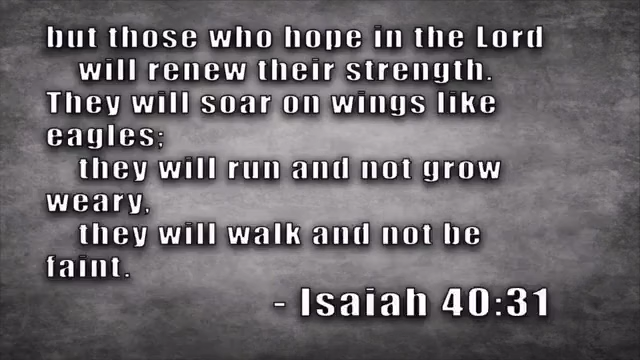 but those who hope in the Lord
will renew their strength.
They will soar on wings like
eagles;
they will run and not grow
weary,
they will walk and not be
faint.
- Isaiah 40:31